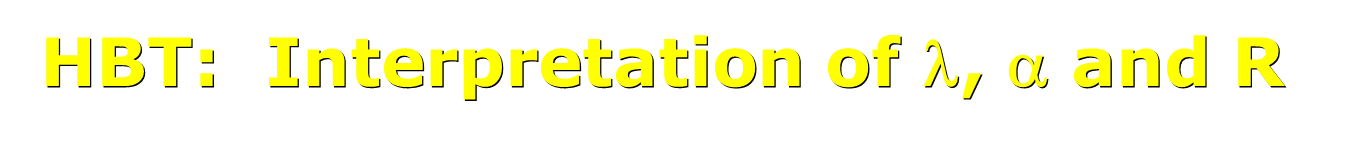 HBT:  Interpretation of λ, α and R